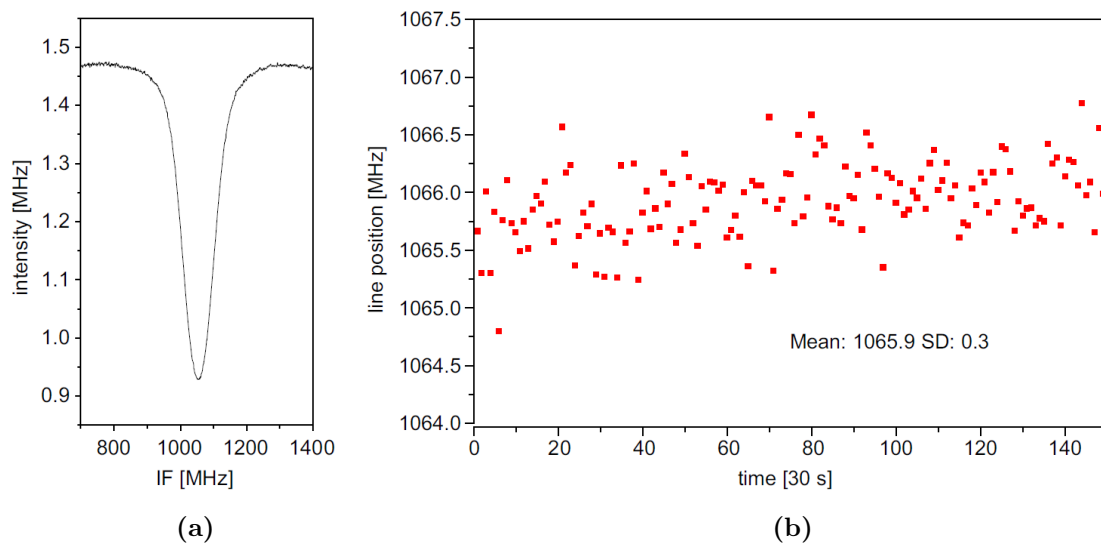 1.5
1.4
1.3
1.2
1.1
1.0
0.9
intensity [MHz]
800 1000 1200 1400
IF [MHz]
(a)
1067.5
1067.0
1066.5
1066.0
1065.5
1065.0
1064.5
1064.0
line position [MHz]
Mean: 1065.9 SD: 0.3
0 20 40 60 80 100 120 140
time [30 s]
(b)